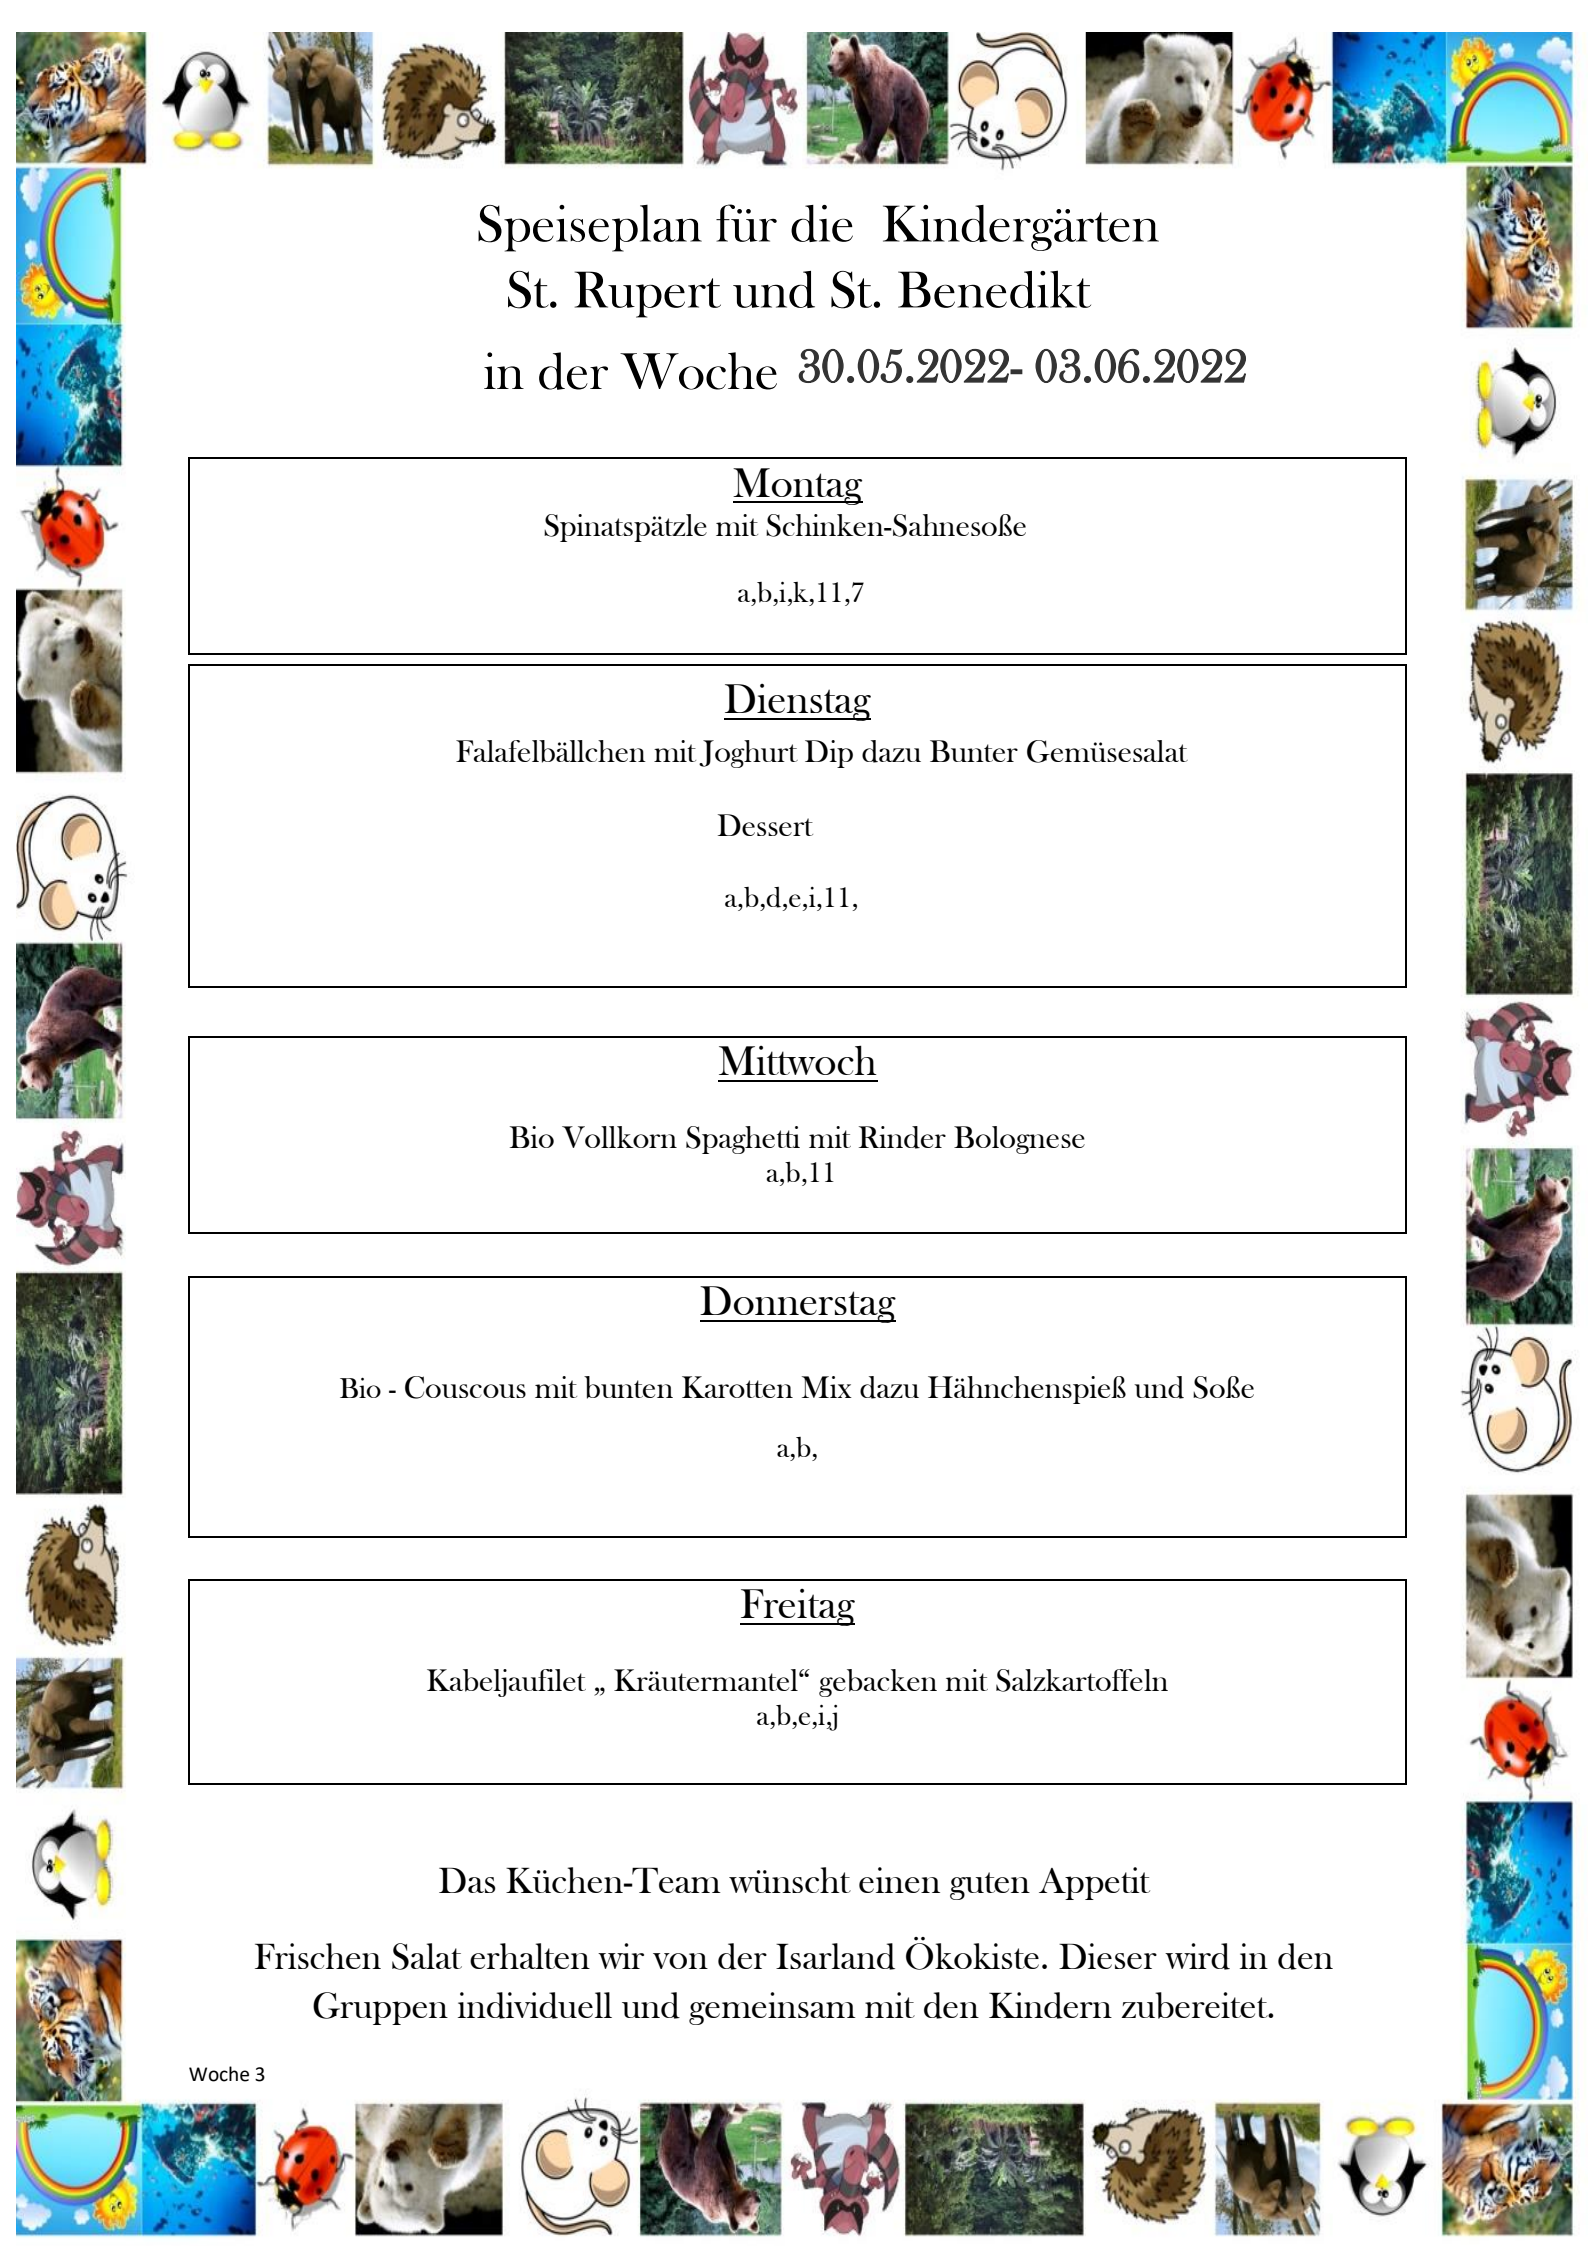 Speiseplan für die Kindergärten
St. Rupert und St. Benedikt
in der Woche 30.05.2022- 03.06.2022
Montag
Spinatspätzle mit Schinken-Sahnesoße
a,b,i,k,11,7
Dienstag
Falafelbällchen mit Joghurt Dip dazu Bunter Gemüsesalat
Dessert
a,b,d,e,i,11,
Mittwoch
Bio Vollkorn Spaghetti mit Rinder Bolognese
a,b,11
Donnerstag
Bio - Couscous mit bunten Karotten Mix dazu Hähnchenspieß und Soße
a,b,
Freitag
Kabeljaufilet „ Kräutermantel“ gebacken mit Salzkartoffeln
a,b,e,i,j
Das Küchen-Team wünscht einen guten Appetit
Frischen Salat erhalten wir von der Isarland Ökokiste. Dieser wird in den
Gruppen individuell und gemeinsam mit den Kindern zubereitet.
Woche 3